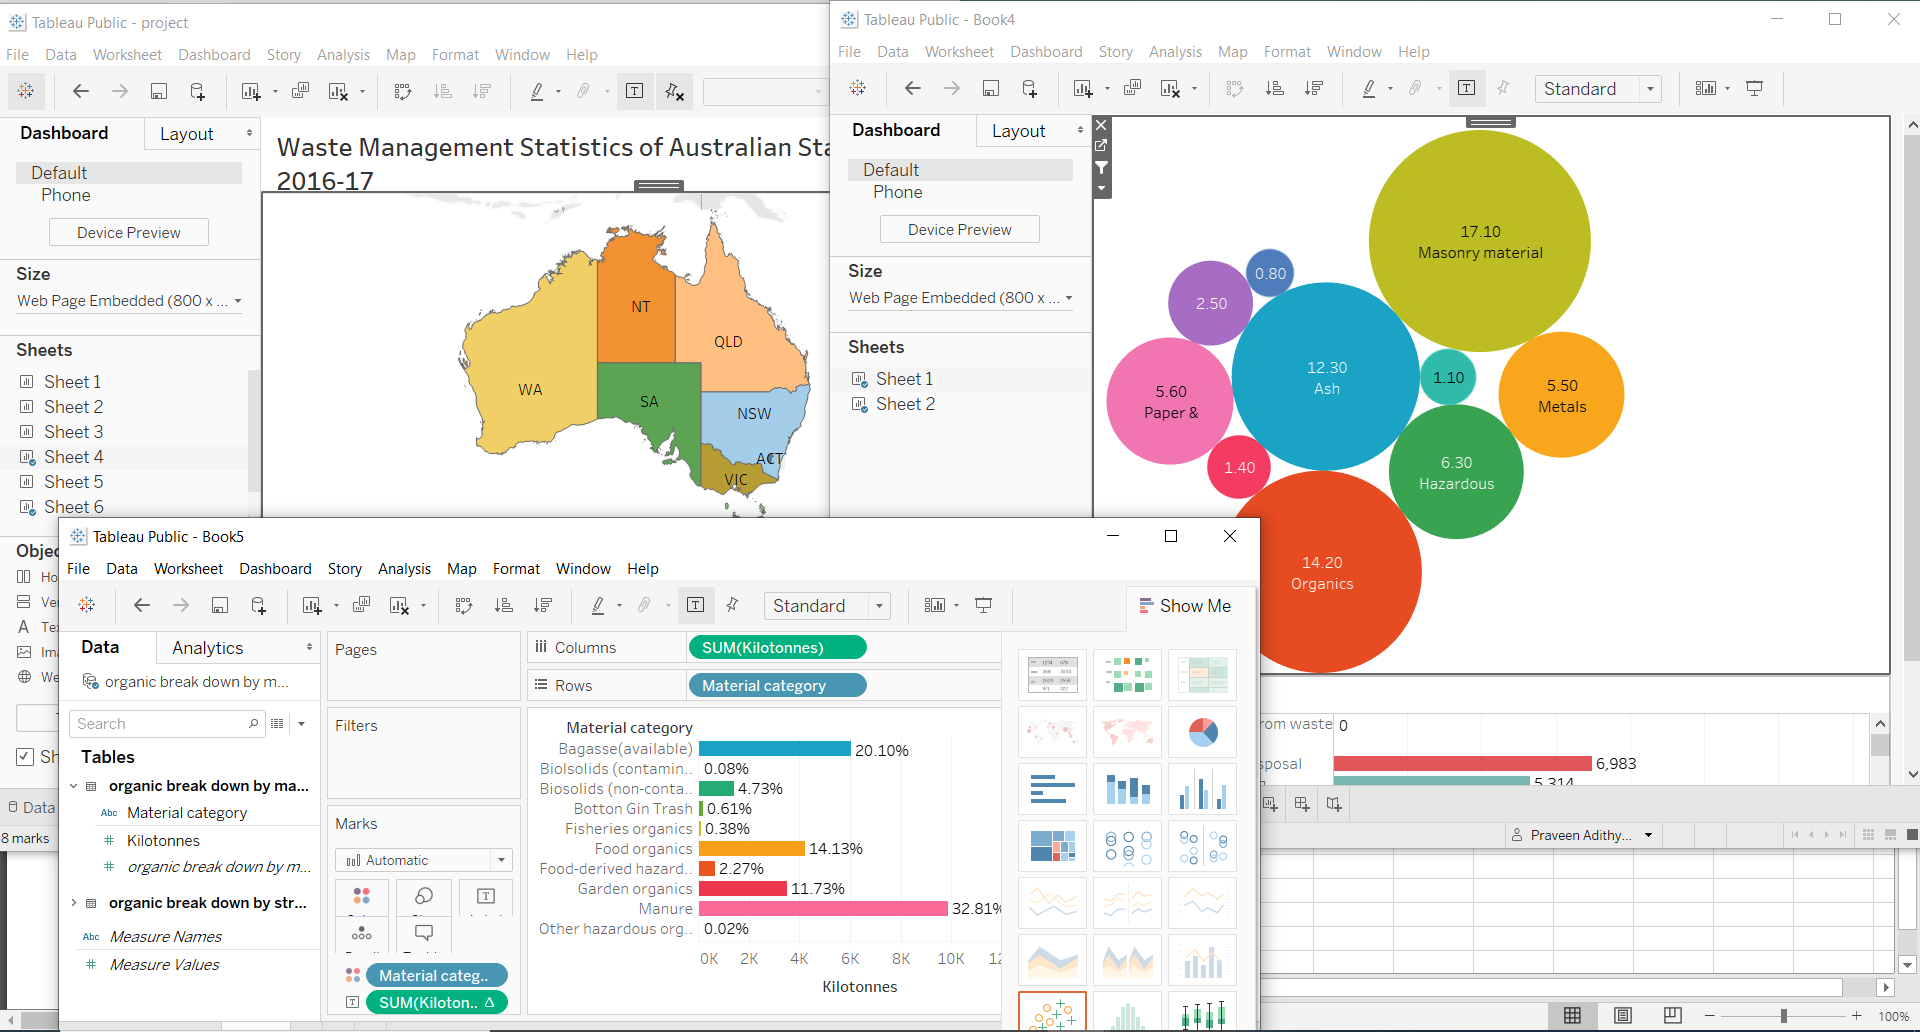 Tableau Public - project
File Data Worksheet Dashboard Story Analysis Map Format Window Help
Dashboard Layout
Default
Phone
Device Preview
Size
Web Page Embedded (800 x ...
Sheets
Sheet 1
Sheet 2
Sheet 3
Sheet 4
Sheet 5
Sheet 6
Waste Management Statistics of Australian Sta
2016-17
WA
NT
QLD
SA
NSW
ACT
VIC
Data
8 marks
Tableau Public - Book4
File Data Worksheet Dashboard Story Analysis Map Format Window Help
Standard
Dashboard Layout
Default
Phone
Device Preview
Size
Web Page Embedded (800 x ...
Sheets
Sheet 1
Sheet 2
17.10
Masonry material
0.80
2.50
12.30
Ash
1.10
5.60
Paper &
5.50
Metals
1.40
6.30
Hazardous
14.20
Organics
from waste 0
sposal 6,983
5,314
Praveen Adithy...
100%
Tableau Public - Book5
File Data Worksheet Dashboard Story Analysis Map Format Window Help
Standard
Show Me
Data Analytics
organic break down by m...
Search
Tables
organic break down by ma...
Abc Material category
Kilotonnes
organic break down by m...
organic break down by str...
Abc Measure Names
Measure Values
Pages
Filters
Marks
Automatic
Material categ..
SUM(Kiloton.. Δ
Columns SUM(Kilotonnes)
Rows Material category
Material category
Bagasse(available) 20.10%
Biolsolids (contamin.. 0.08%
Biosolids (non-conta.. 4.73%
Botton Gin Trash 0.61%
Fisheries organics 0.38%
Food organics 14.13%
Food-derived hazard.. 2.27%
Garden organics 11.73%
Manure 32.81%
Other hazardous org.. 0.02%
0K 2K 4K 6K 8K 10K 12
Kilotonnes